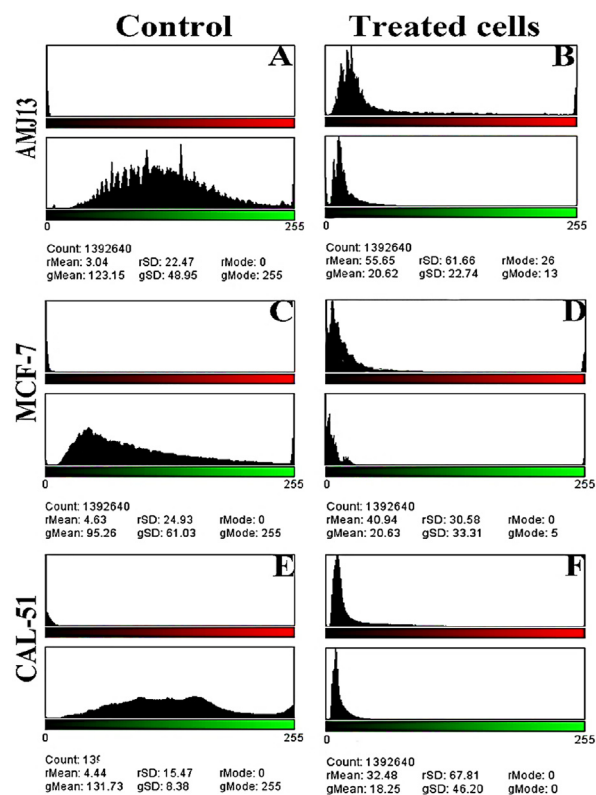 Control Treated cells
A B
AMJ13
0 255 0 255
Count: 1392640 Count: 1392640
rMean: 3.04 rSD: 22.47 rMode: 0 rMean: 55.65 rSD: 61.66 rMode: 26
gMean: 123.15 gSD: 48.95 gMode: 255 gMean: 20.62 gSD: 22.74 gMode: 13
C D
MCF-7
0 255 0 255
Count: 1392640 Count: 1392640
rMean: 4.63 rSD: 24.93 rMode: 0 rMean: 40.94 rSD: 30.58 rMode: 0
gMean: 95.26 gSD: 61.03 gMode: 255 gMean: 20.63 gSD: 33.31 gMode: 5
E F
CAL-51
0 255 0 255
Count: Count: 1392640
rMean: 4.44 rSD: 15.47 rMode: 0 rMean: 32.48 rSD: 67.81 rMode: 0
gMean: 131.73 gSD: 8.38 gMode: 255 gMean: 18.25 gSD: 46.20 gMode: 0